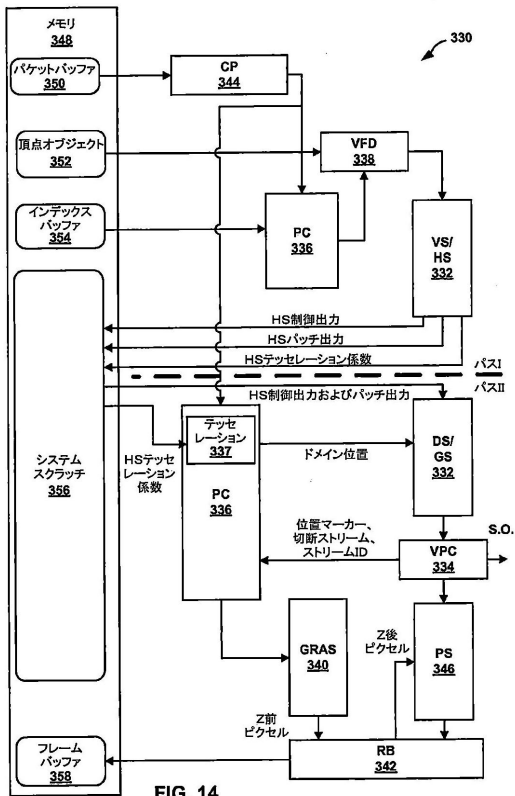 メモリ
348
パケットバッファ
350
CP
344
330
頂点オブジェクト
352
VFD
338
インデックス
バッファ
354
PC
336
VS/
HS
332
HS制御出力
HSパッチ出力
HSテッセレーション係数
パスI
パスII
HS制御出力およびパッチ出力
システム
スクラッチ
356
HSテッセ
レーション
係数
テッセ
レーション
337
PC
336
ドメイン位置
DS/
GS
332
位置マーカー、
切断ストリーム、
ストリームID
VPC
334
S.O.
GRAS
340
Z後
ピクセル
PS
346
Z前
ピクセル
フレーム
バッファ
358
RB
342
FIG. 14